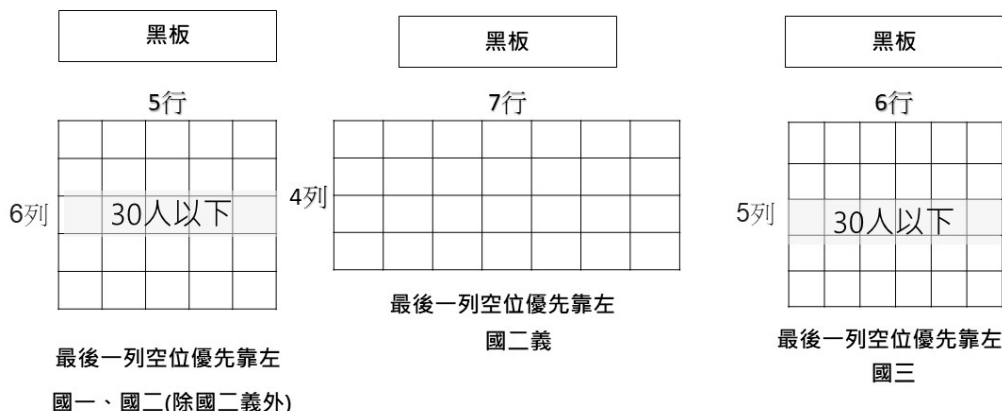 黑板
5行
6列
30人以下
最後一列空位優先靠左
國一、國二(除國二義外)
黑板
7行
4列
最後一列空位優先靠左
國二義
黑板
6行
5列
30人以下
最後一列空位優先靠左
國三